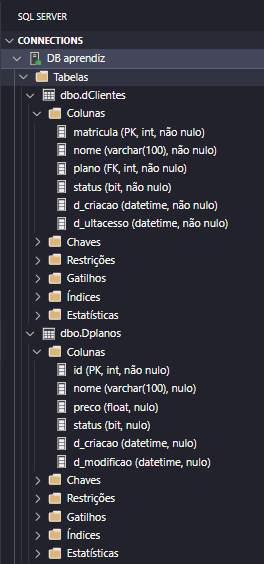 SQL SERVER
CONNECTIONS
DB aprendiz
Tabelas
dbo.dClientes
Colunas
matricula (PK, int, não nulo)
nome (varchar(100), não nulo)
plano (FK, int, não nulo)
status (bit, não nulo)
d_criacao (datetime, não nulo)
d_ultacesso (datetime, não nulo)
Chaves
Restrições
Gatilhos
Índices
Estatísticas
dbo.Dplanos
Colunas
id (PK, int, não nulo)
nome (varchar(100), nulo)
preco (float, nulo)
status (bit, nulo)
d_criacao (datetime, nulo)
d_modificao (datetime, nulo)
Chaves
Restrições
Gatilhos
Índices
Estatísticas